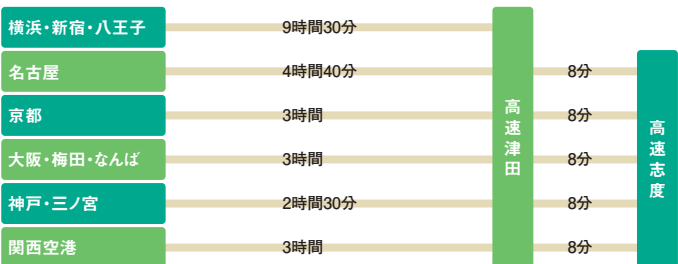 横浜・新宿・八王子 9時間30分
名古屋 4時間40分 8分
京都 3時間 8分
大阪・梅田・なんば 3時間 8分
神戸・三ノ宮 2時間30分 8分
関西空港 3時間 8分
高速津田
高速志度